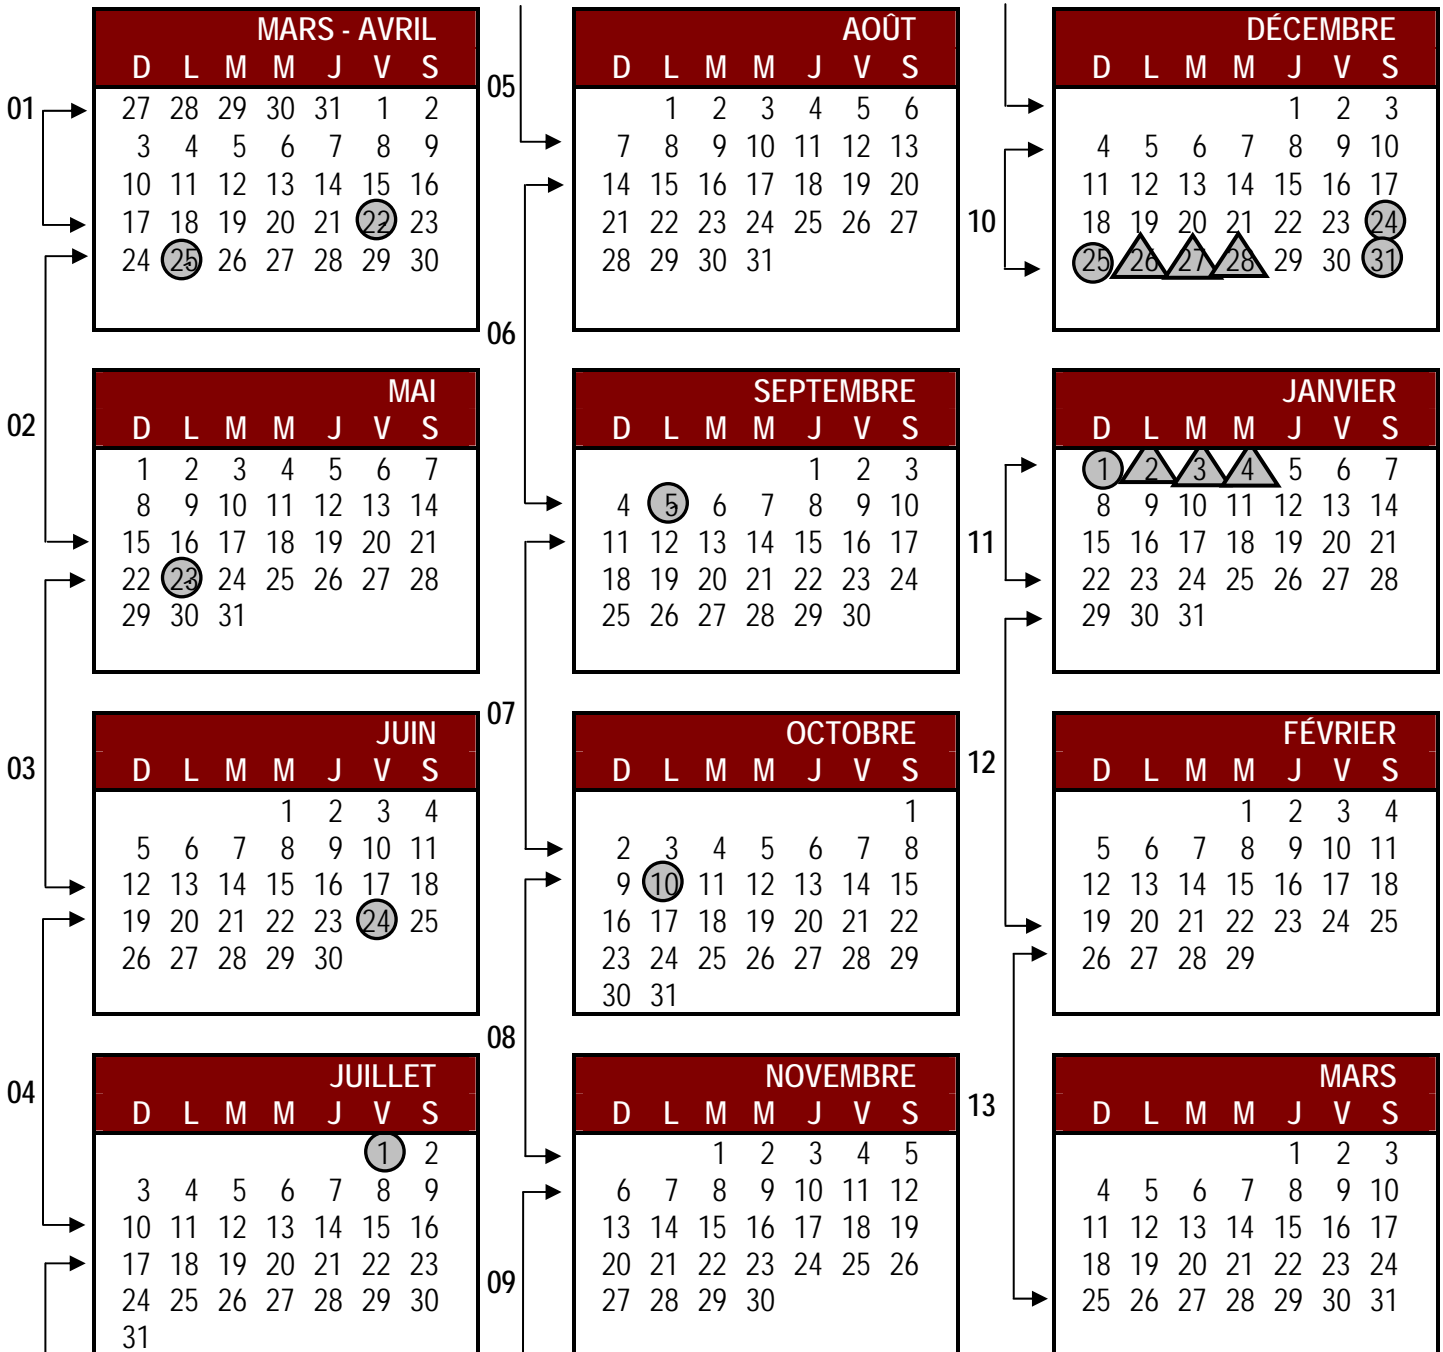 MARS - AVRIL
D L M M J V S
01
27 28 29 30 31 1 2
3 4 5 6 7 8 9
10 11 12 13 14 15 16
17 18 19 20 21 22 23
24 25 26 27 28 29 30
02
MAI
D L M M J V S
1 2 3 4 5 6 7
8 9 10 11 12 13 14
15 16 17 18 19 20 21
22 23 24 25 26 27 28
29 30 31
03
JUIN
D L M M J V S
1 2 3 4
5 6 7 8 9 10 11
12 13 14 15 16 17 18
19 20 21 22 23 24 25
26 27 28 29 30
04
JUILLET
D L M M J V S
1 2
3 4 5 6 7 8 9
10 11 12 13 14 15 16
17 18 19 20 21 22 23
24 25 26 27 28 29 30
31
05
AOÛT
D L M M J V S
1 2 3 4 5 6
7 8 9 10 11 12 13
14 15 16 17 18 19 20
21 22 23 24 25 26 27
28 29 30 31
06
SEPTEMBRE
D L M M J V S
1 2 3
4 5 6 7 8 9 10
11 12 13 14 15 16 17
18 19 20 21 22 23 24
25 26 27 28 29 30
07
OCTOBRE
D L M M J V S
1
2 3 4 5 6 7 8
9 10 11 12 13 14 15
16 17 18 19 20 21 22
23 24 25 26 27 28 29
30 31
08
NOVEMBRE
D L M M J V S
1 2 3 4 5
6 7 8 9 10 11 12
13 14 15 16 17 18 19
20 21 22 23 24 25 26
27 28 29 30
09
DÉCEMBRE
D L M M J V S
1 2 3
4 5 6 7 8 9 10
11 12 13 14 15 16 17
18 19 20 21 22 23 24
25 26 27 28 29 30 31
10
JANVIER
D L M M J V S
1 2 3 4 5 6 7
8 9 10 11 12 13 14
15 16 17 18 19 20 21
22 23 24 25 26 27 28
29 30 31
11
FÉVRIER
D L M M J V S
1 2 3 4
5 6 7 8 9 10 11
12 13 14 15 16 17 18
19 20 21 22 23 24 25
26 27 28 29
12
MARS
D L M M J V S
1 2 3
4 5 6 7 8 9 10
11 12 13 14 15 16 17
18 19 20 21 22 23 24
25 26 27 28 29 30 31
13